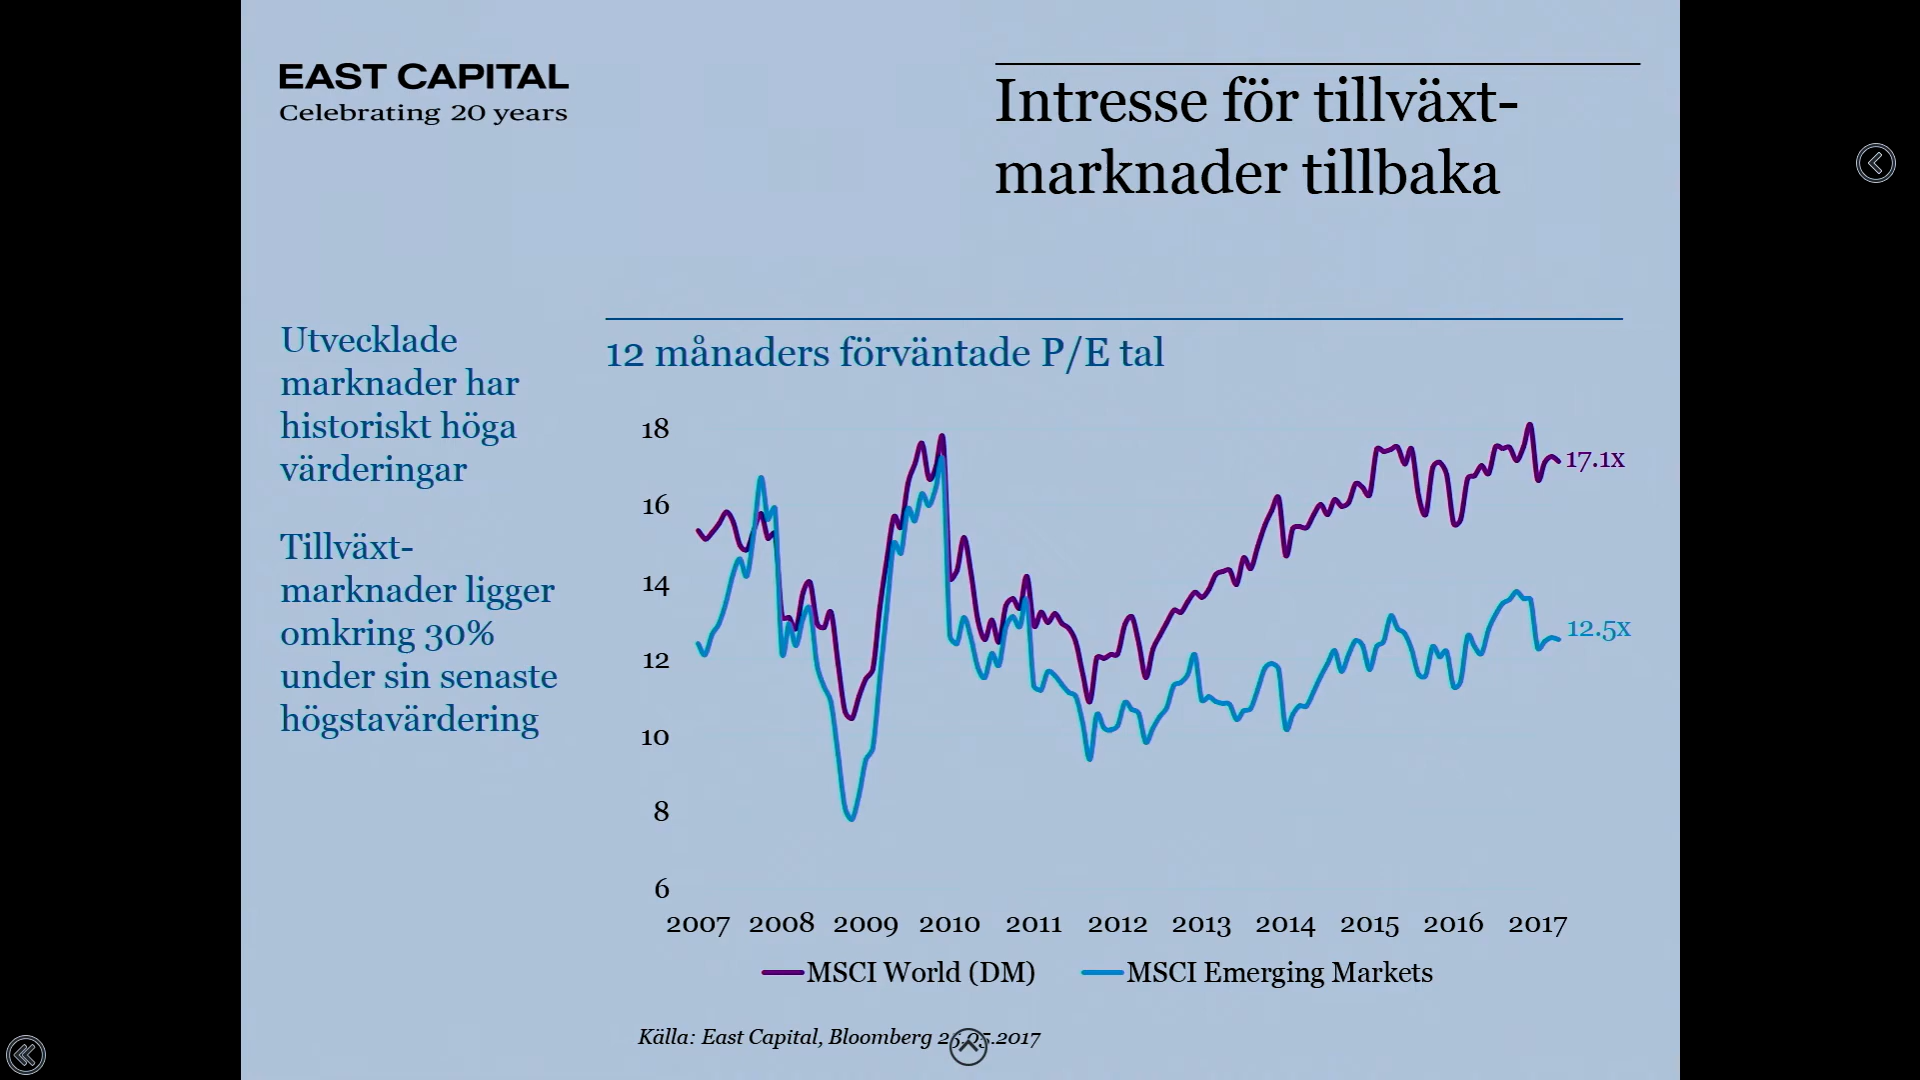 EAST CAPITAL
Celebrating 20 years
Intresse för tillväxt-
marknader tillbaka
Utvecklade
marknader har
historiskt höga
värderingar
Tillväxt-
marknader ligger
omkring 30%
under sin senaste
högstavärdering
12 månaders förväntade P/E tal
18
16
14
12
10
8
6
17.1x
12.5x
2007 2008 2009 2010 2011 2012 2013 2014 2015 2016 2017
MSCI World (DM) MSCI Emerging Markets
Källa: East Capital, Bloomberg